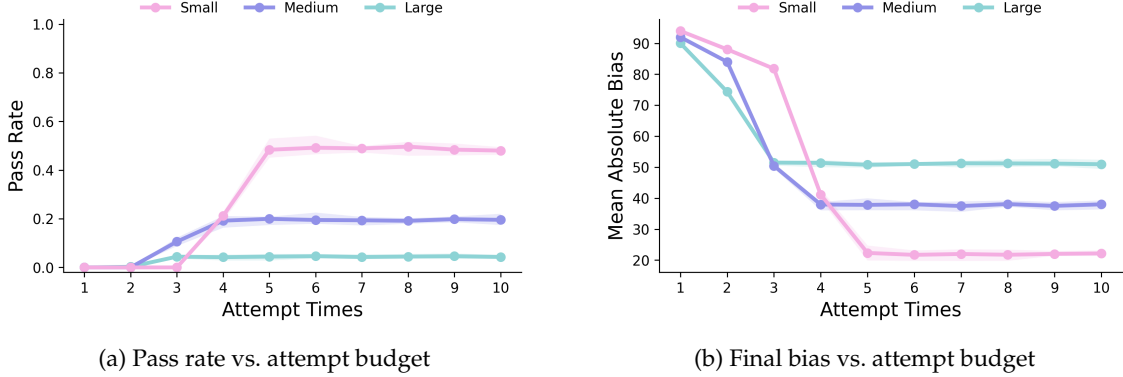 Small Medium Large
1.0
0.8
0.6
0.4
0.2
0.0
Pass Rate
1 2 3 4 5 6 7 8 9 10
Attempt Times
(a) Pass rate vs. attempt budget
Small Medium Large
90
80
70
60
50
40
30
20
Mean Absolute Bias
1 2 3 4 5 6 7 8 9 10
Attempt Times
(b) Final bias vs. attempt budget